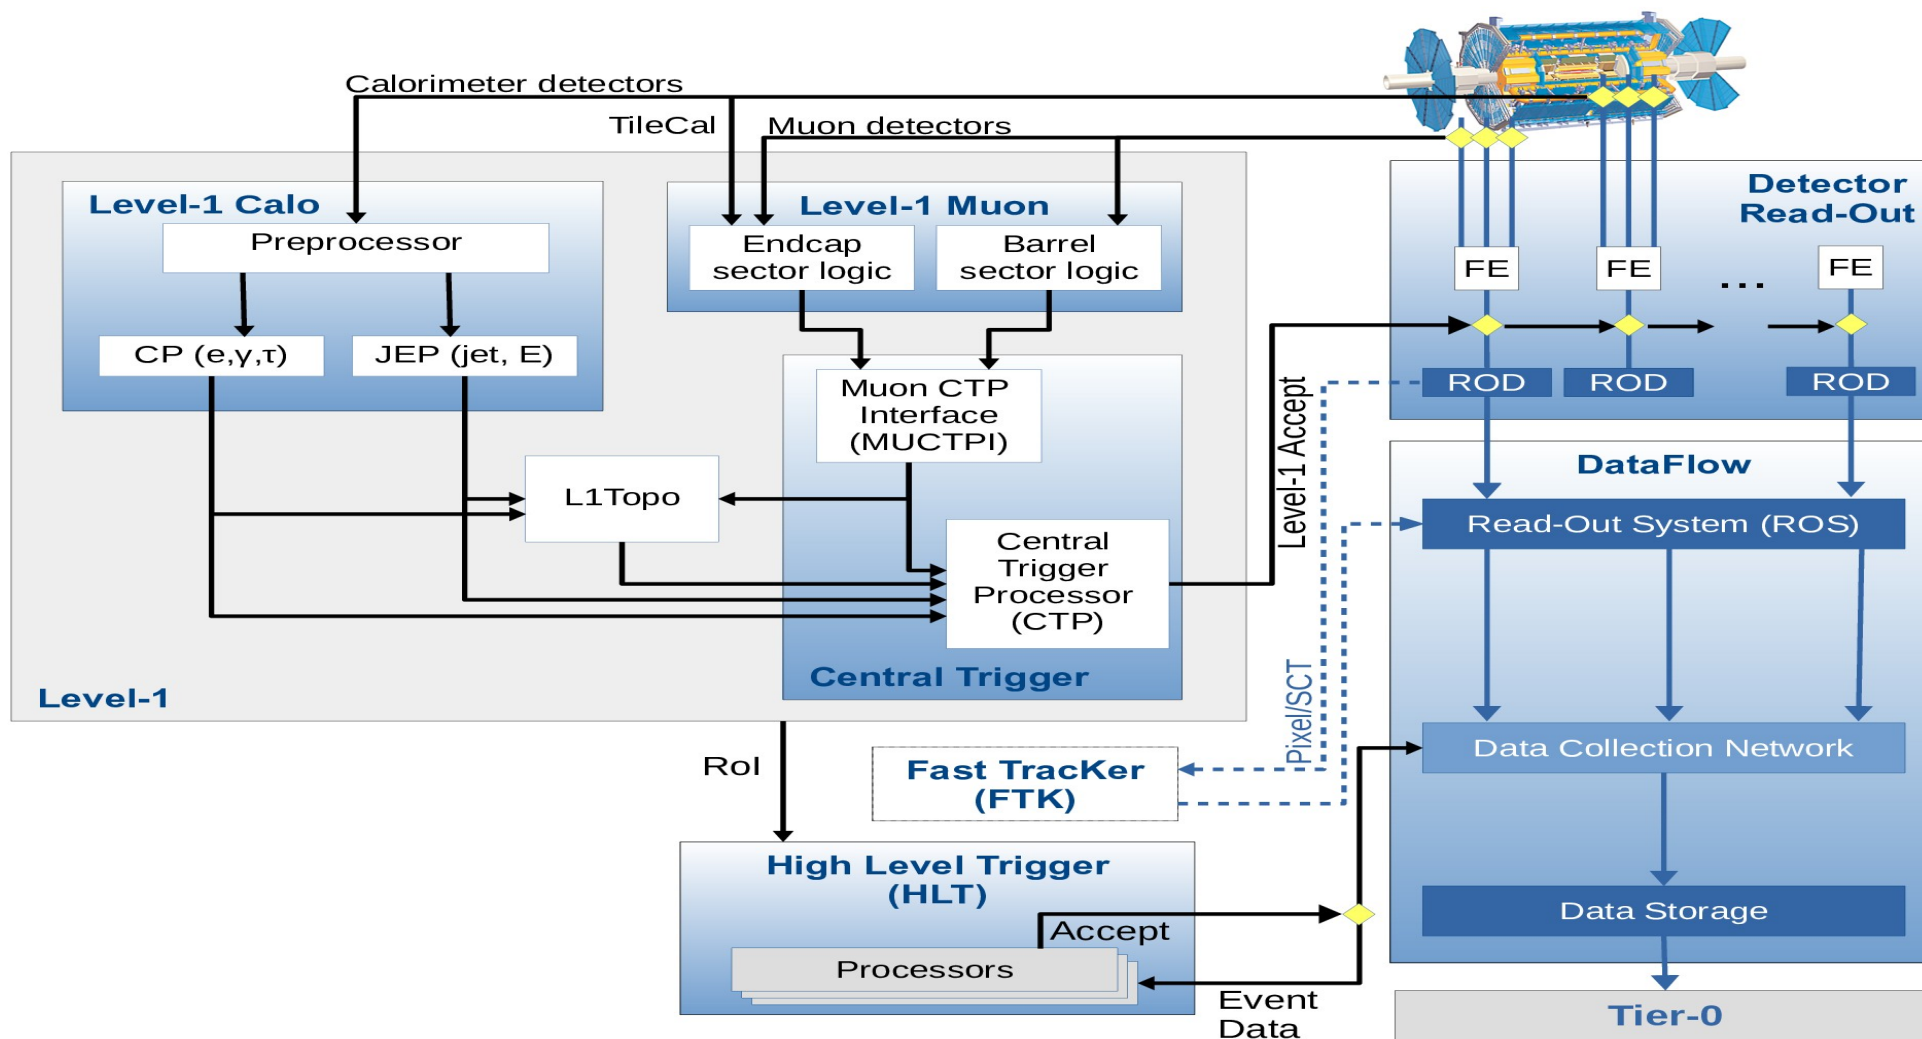 Calorimeter detectors
TileCal
Muon detectors
Level-1 Calo
Preprocessor
CP (e,γ,τ)
JEP (jet, E)
Level-1 Muon
Endcap
sector logic
Barrel
sector logic
Muon CTP
Interface
(MUCTPI)
L1Topo
Central
Trigger
Processor
(CTP)
Central Trigger
Level-1
Level-1 Accept
Detector
Read-Out
FE
FE
...
FE
ROD
ROD
ROD
DataFlow
Read-Out System (ROS)
Pixel/SCT
Data Collection Network
RoI
Fast TracKer
(FTK)
High Level Trigger
(HLT)
Accept
Processors
Event
Data
Data Storage
Tier-0